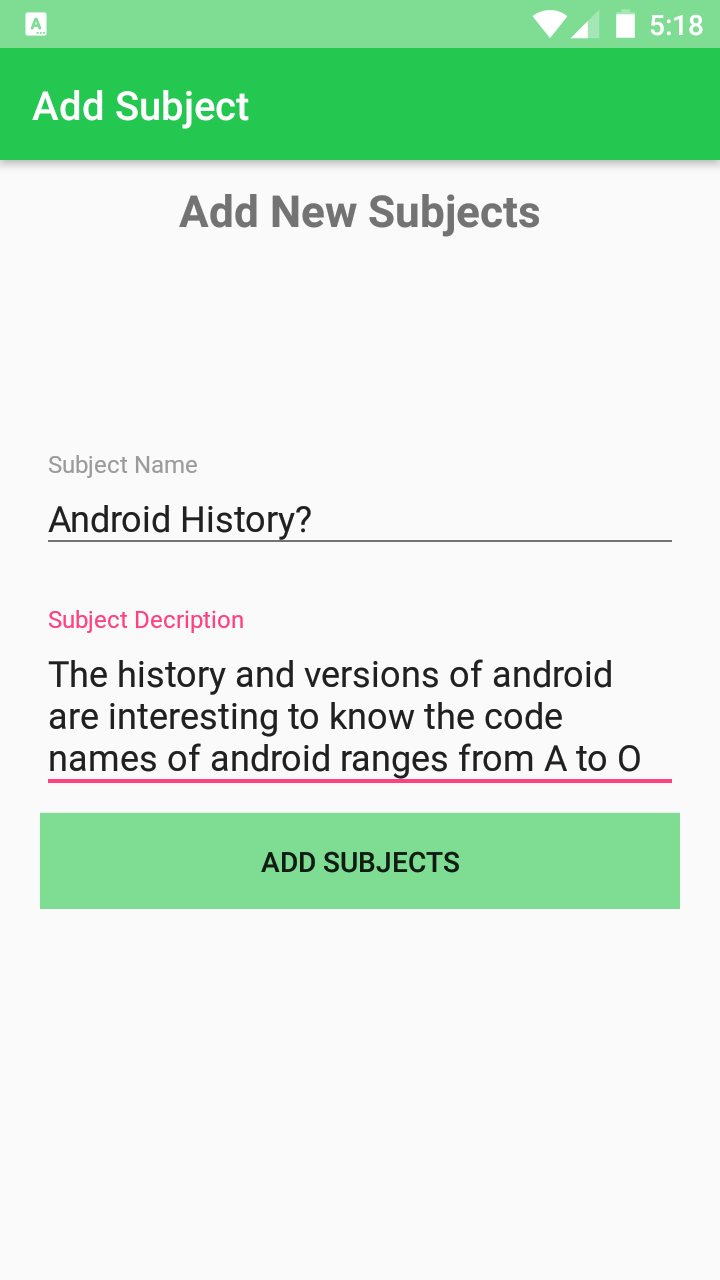 5:18
Add Subject
Add New Subjects
Subject Name
Android History?
Subject Decription
The history and versions of android
are interesting to know the code
names of android ranges from A to O
ADD SUBJECTS